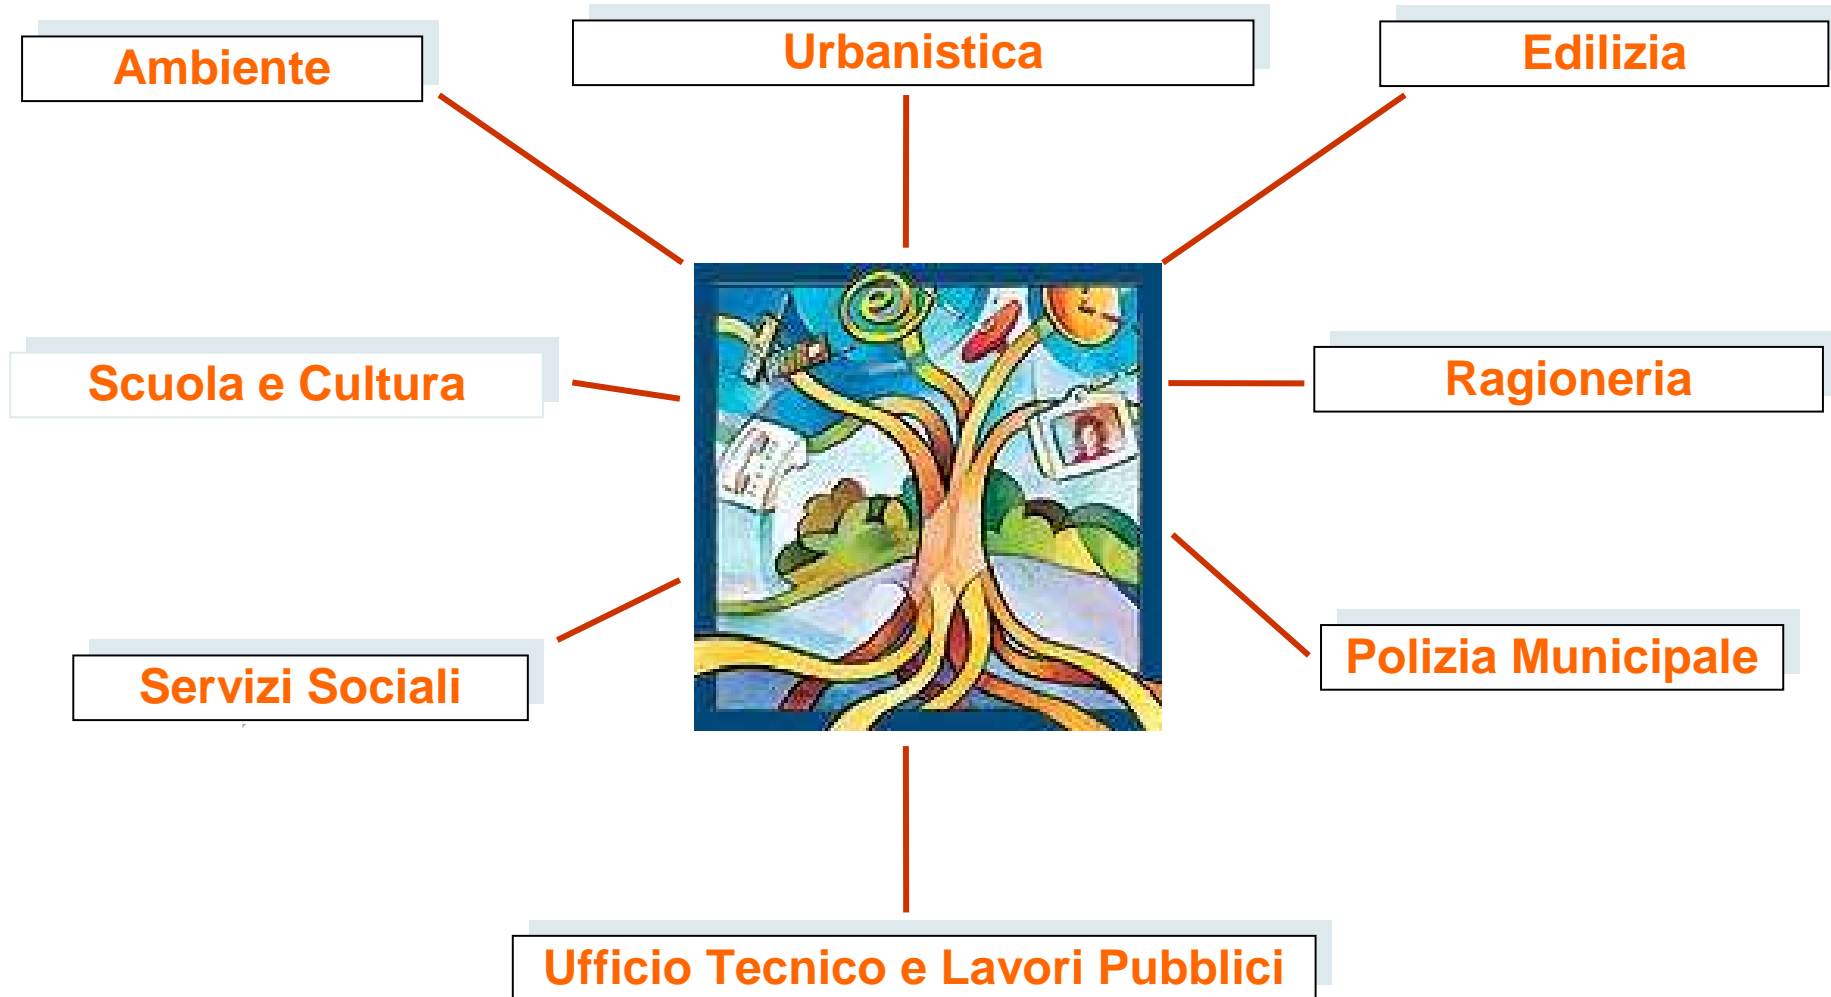 Ambiente
Urbanistica
Edilizia
Scuola e Cultura
Ragioneria
Servizi Sociali
Polizia Municipale
Ufficio Tecnico e Lavori Pubblici